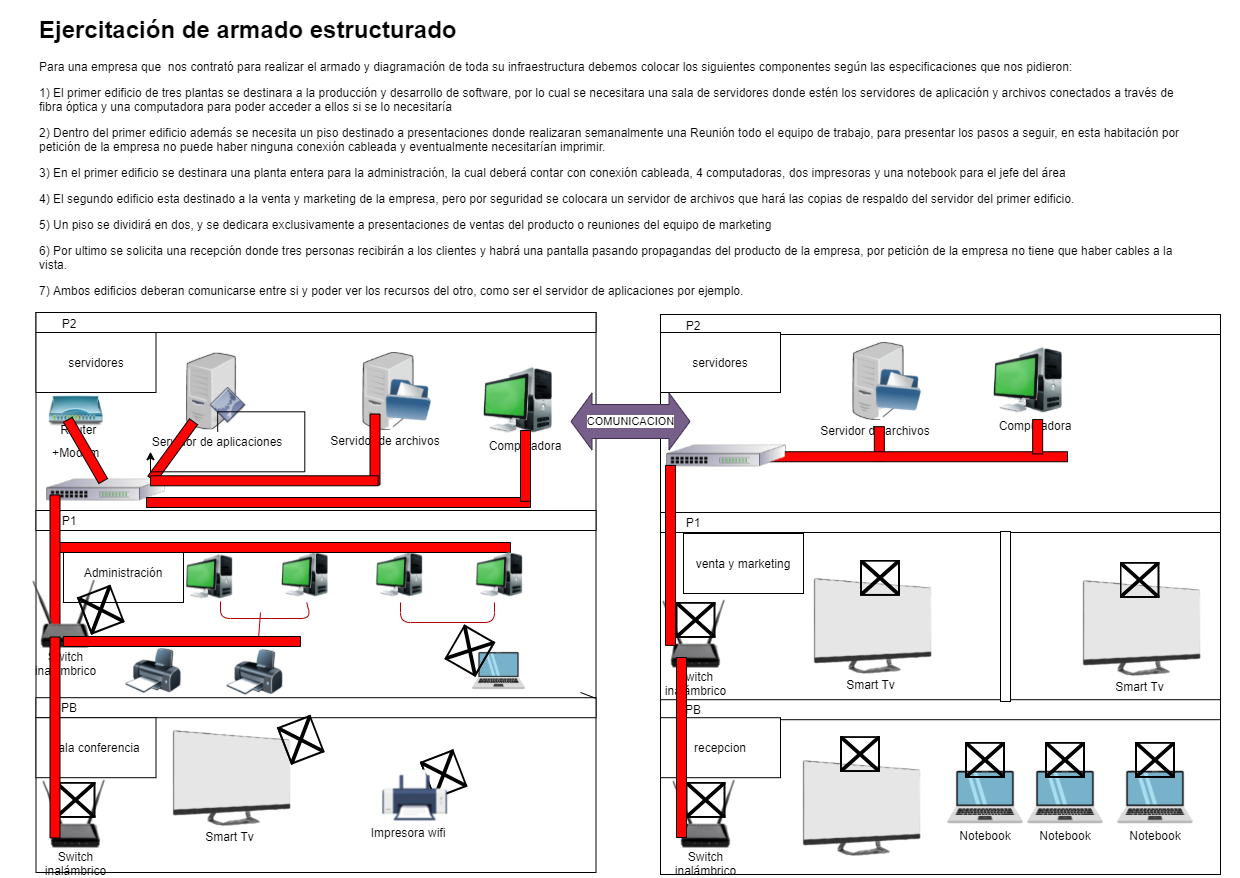 Ejercitación de armado estructurado
Para una empresa que  nos contrató para realizar el armado y diagramación de toda su infraestructura debemos colocar los siguientes componentes según las especificaciones que nos pidieron:
1) El primer edificio de tres plantas se destinara a la producción y desarrollo de software, por lo cual se necesitara una sala de servidores donde estén los servidores de aplicación y archivos conectados a través de
fibra óptica y una computadora para poder acceder a ellos si se lo necesitaría
2) Dentro del primer edificio además se necesita un piso destinado a presentaciones donde realizaran semanalmente una Reunión todo el equipo de trabajo, para presentar los pasos a seguir, en esta habitación por
petición de la empresa no puede haber ninguna conexión cableada y eventualmente necesitarían imprimir.
3) En el primer edificio se destinara una planta entera para la administración, la cual deberá contar con conexión cableada, 4 computadoras, dos impresoras y una notebook para el jefe del área
4) El segundo edificio esta destinado a la venta y marketing de la empresa, pero por seguridad se colocara un servidor de archivos que hará las copias de respaldo del servidor del primer edificio.
5) Un piso se dividirá en dos, y se dedicara exclusivamente a presentaciones de ventas del producto o reuniones del equipo de marketing
6) Por ultimo se solicita una recepción donde tres personas recibirán a los clientes y habrá una pantalla pasando propagandas del producto de la empresa, por petición de la empresa no tiene que haber cables a la
vista.
7) Ambos edificios deberan comunicarse entre si y poder ver los recursos del otro, como ser el servidor de aplicaciones por ejemplo.
P2
servidores
Router
+Modem
Servidor de aplicaciones
Servidor de archivos
Computadora
COMUNICACION
P2
servidores
Servidor de archivos
Computadora
P1
Administración
Switch
inalámbrico
P1
venta y marketing
Smart Tv
Smart Tv
Switch
inalámbrico
PB
sala conferencia
Smart Tv
Impresora wifi
Switch
inalámbrico
PB
recepcion
Notebook
Notebook
Notebook
Switch
inalámbrico